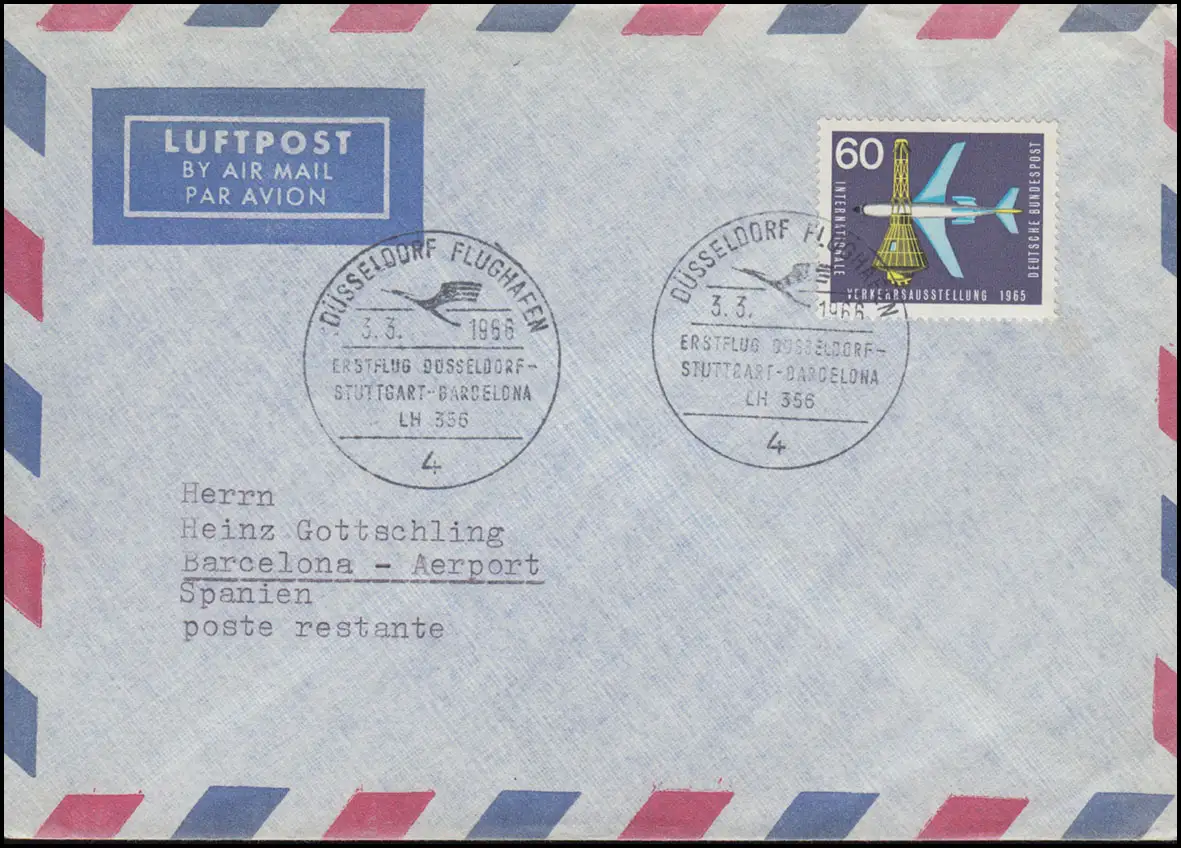 LUFTPOST
BY AIR MAIL
PAR AVION
60
INTERNATIONALE
VERKEHRSAUSSTELLUNG 1965
DEUTSCHE BUNDESPOST
DÜSSELDORF FLUGHAFEN
3.3. 1966
ERSTFLUG DÜSSELDORF-
STUTTGART-BARCELONA
LH 356
4
DÜSSELDORF FLUGHAFEN
3.3. 1966
ERSTFLUG DÜSSELDORF-
STUTTGART-BARCELONA
LH 356
4
Herrn
Heinz Gottschling
Barcelona - Aerport
Spanien
poste restante